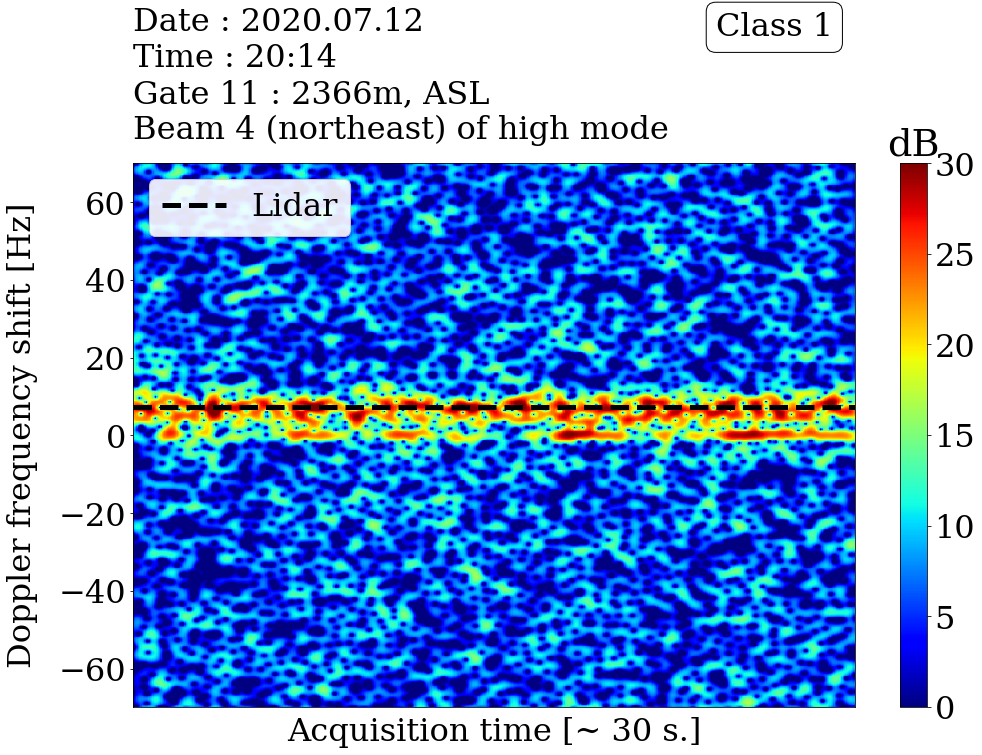 Date : 2020.07.12
Time : 20:14
Gate 11 : 2366m, ASL
Beam 4 (northeast) of high mode
Class 1
dB
Lidar
Doppler frequency shift [Hz]
60
40
20
0
−20
−40
−60
Acquisition time [~ 30 s.]
30
25
20
15
10
5
0